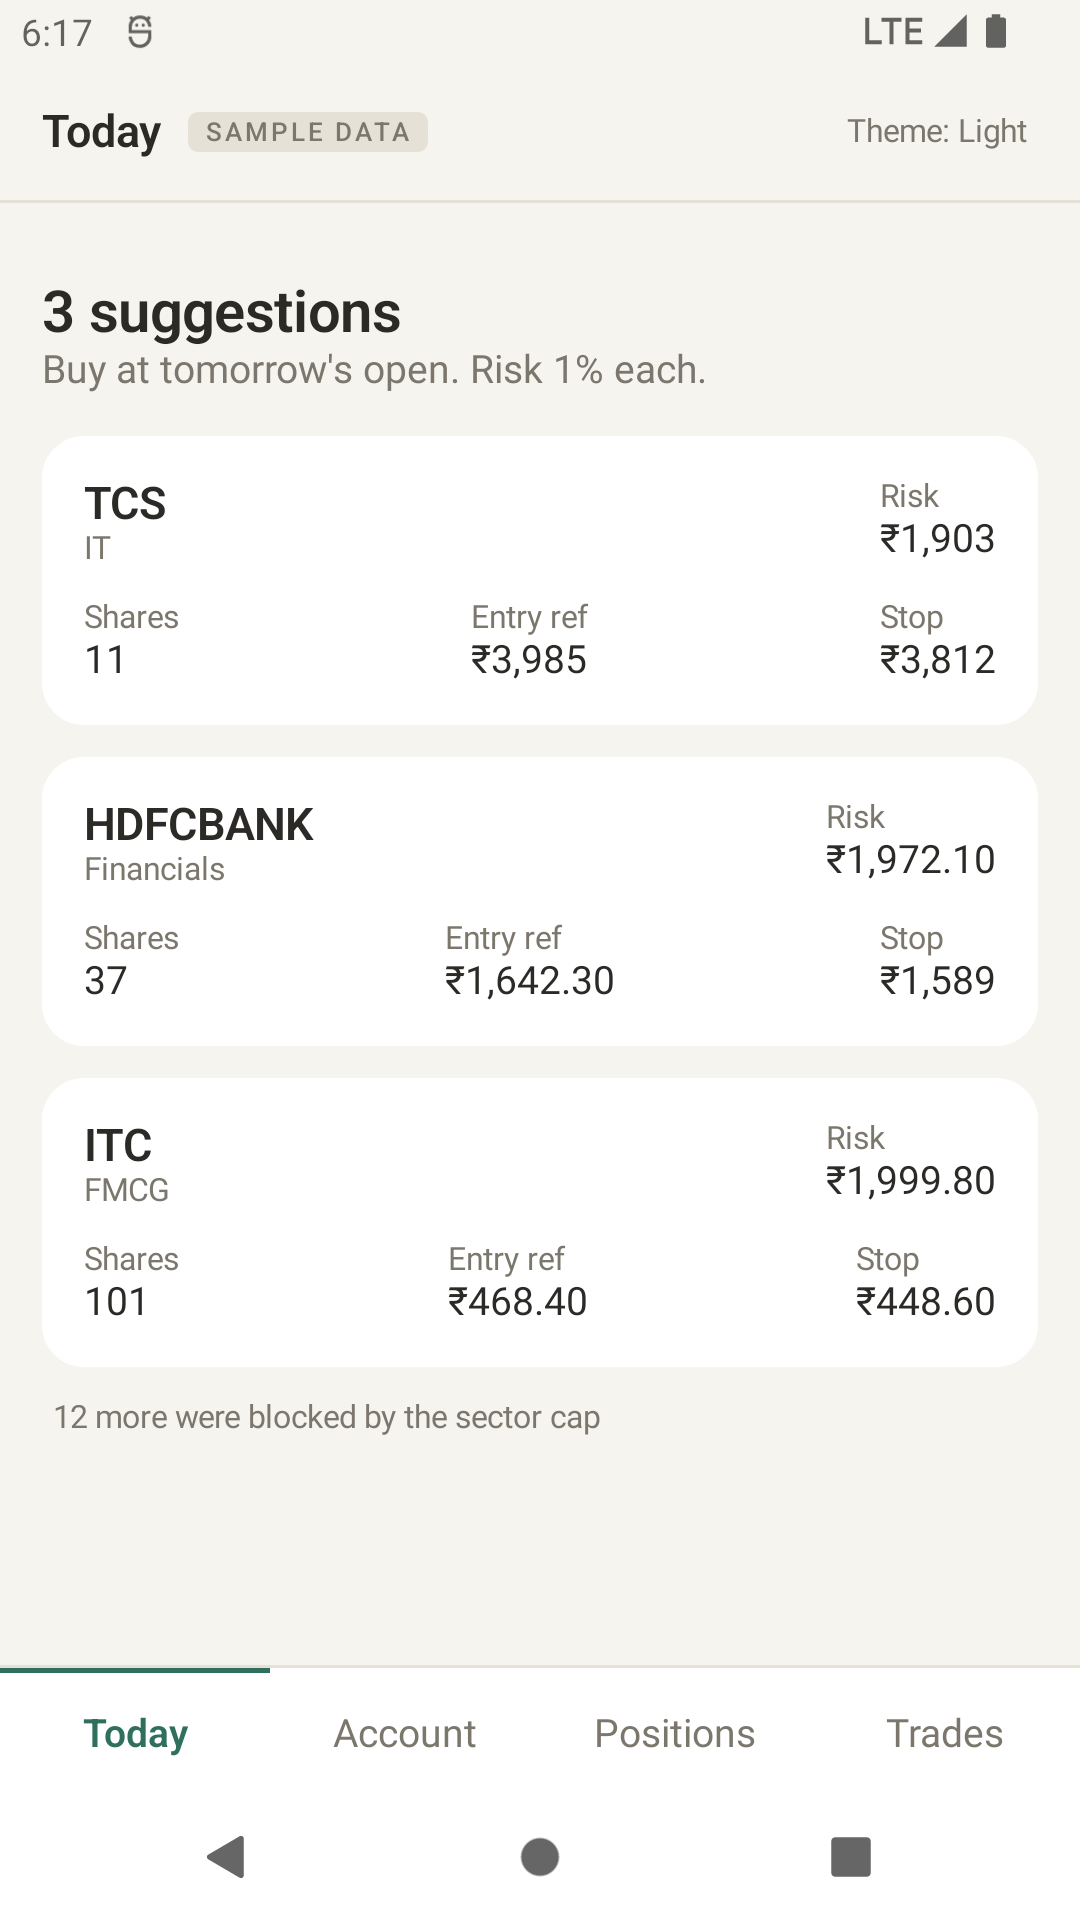 6:17 LTE
Today SAMPLE DATA Theme: Light
3 suggestions
Buy at tomorrow's open. Risk 1% each.
TCS Risk
IT ₹1,903
Shares Entry ref Stop
11 ₹3,985 ₹3,812
HDFCBANK Risk
Financials ₹1,972.10
Shares Entry ref Stop
37 ₹1,642.30 ₹1,589
ITC Risk
FMCG ₹1,999.80
Shares Entry ref Stop
101 ₹468.40 ₹448.60
12 more were blocked by the sector cap
Today Account Positions Trades